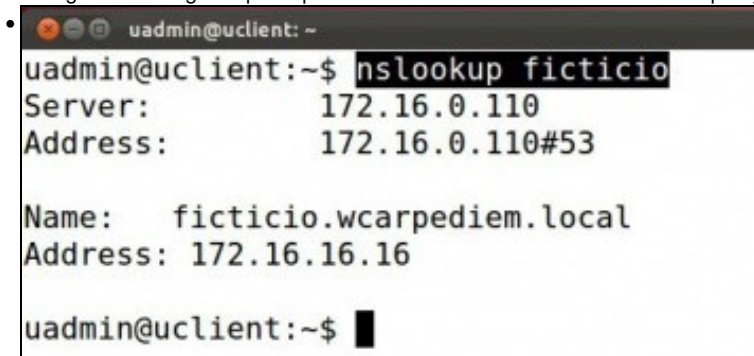 uadmin@uclient: ~
uadmin@uclient:~$ nslookup ficticio
Server: 172.16.0.110
Address: 172.16.0.110#53
Name: ficticio.wcarpediem.local
Address: 172.16.16.16
uadmin@uclient:~$